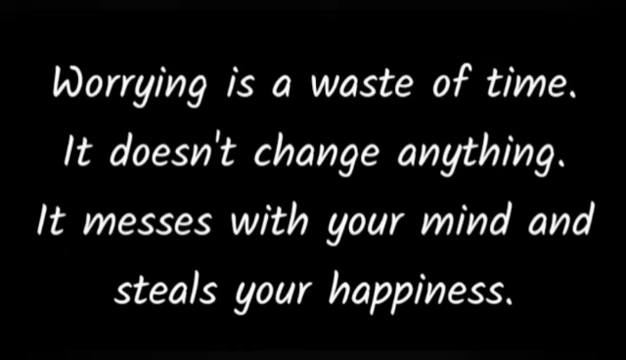 Worrying is a waste of time.
It doesn't change anything.
It messes with your mind and
steals your happiness.